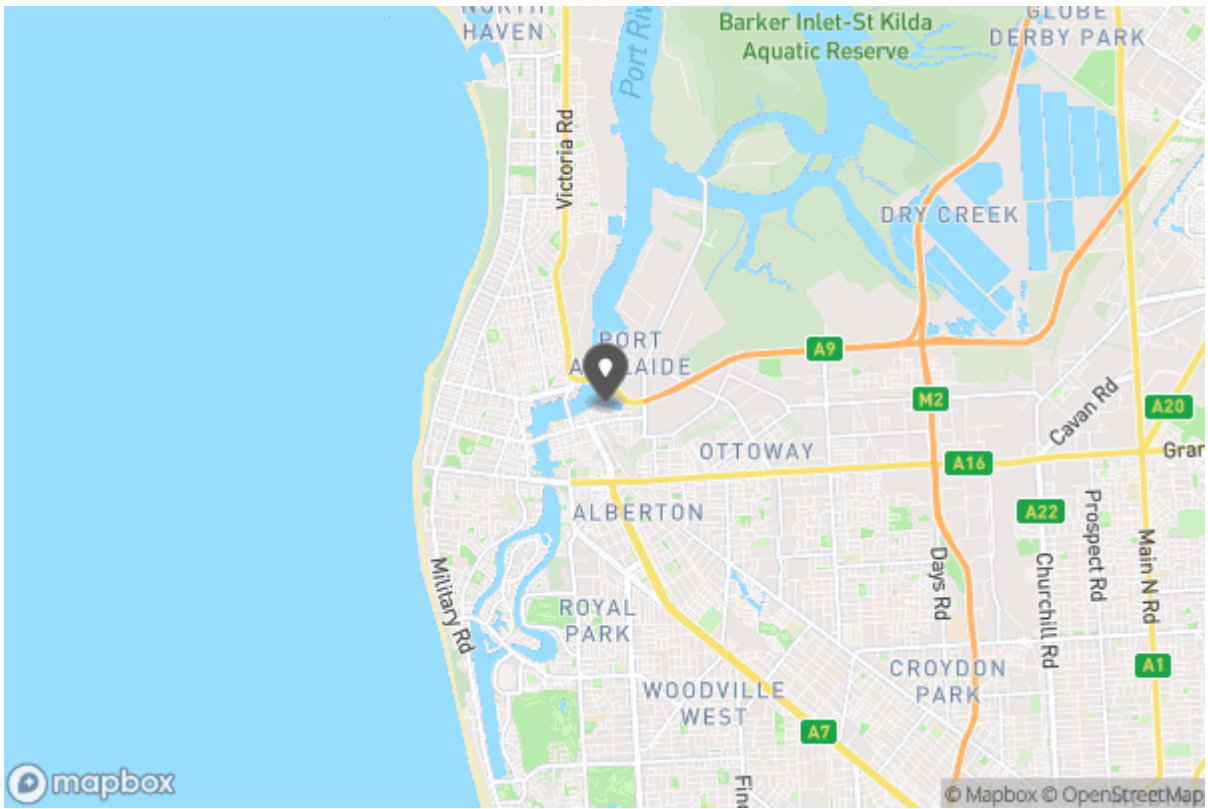 NORTH
HAVEN
Port Riv
Barker Inlet-St Kilda
Aquatic Reserve
GLOBE
DERBY PARK
Victoria Rd
DRY CREEK
PORT
ADELAIDE
A9
M2
Cavan Rd
A20
OTTOWAY
A16
Gran
ALBERTON
A22
Prospect Rd
Main N Rd
Military Rd
Days Rd
Churchill Rd
ROYAL
PARK
CROYDON
PARK
A1
WOODVILLE
WEST
A7
Find
mapbox
© Mapbox © OpenStreetMap